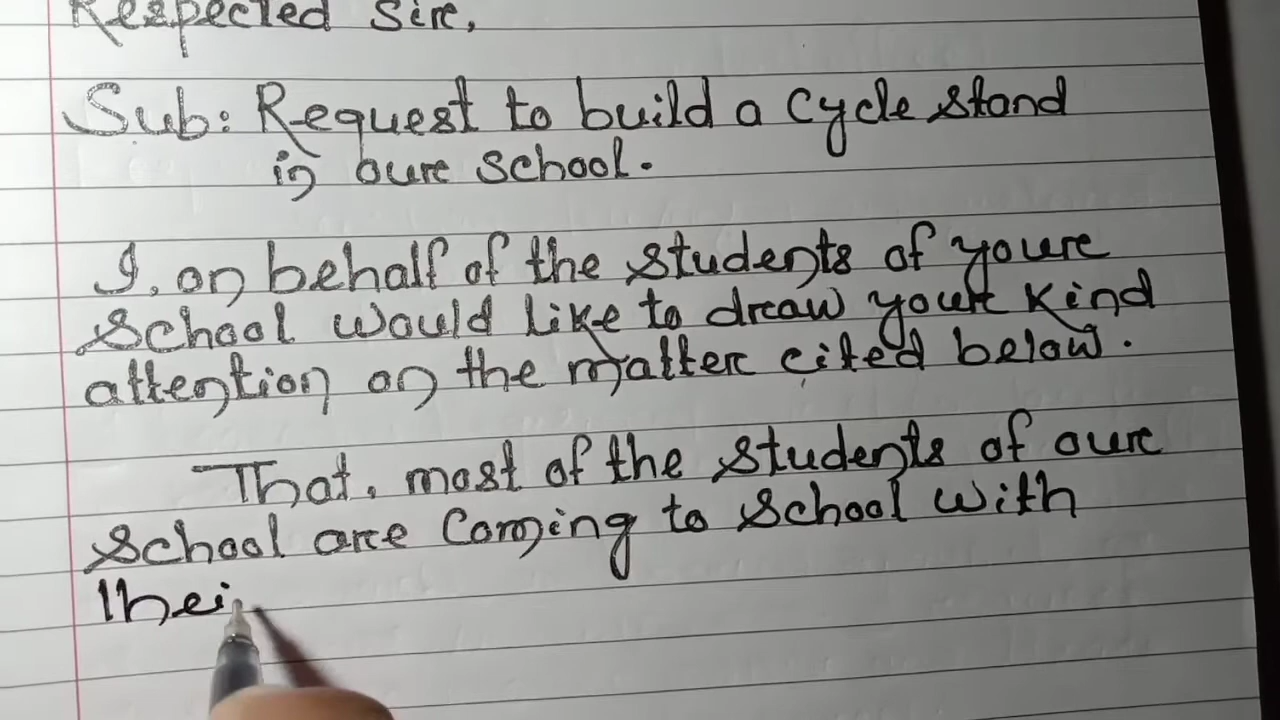 Respected Sir,
Sub: Request to build a cycle stand
in our school.
I, on behalf of the students of your
school would like to draw your kind
attention on the matter cited below.
That, most of the students of our
school are coming to school with
thei